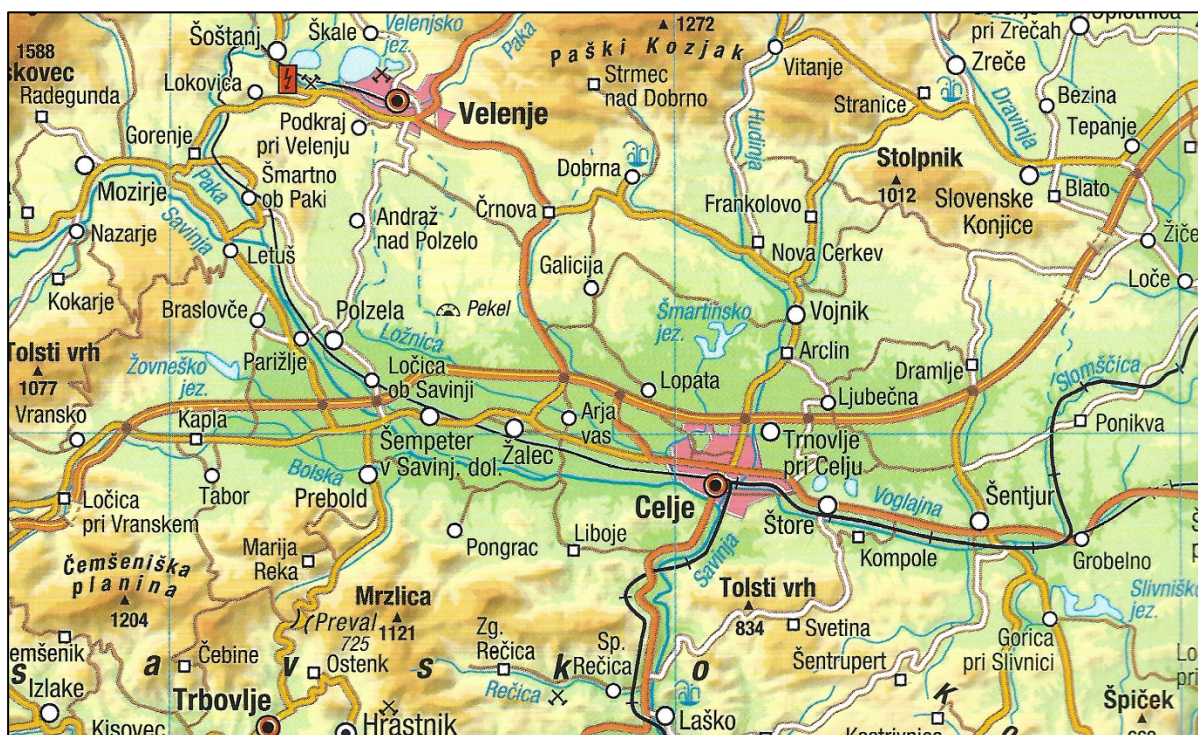 1588
skovec
Radegunda
Šoštanj
Škale
Velenjsko
jez.
Paka
1272
Paški Kozjak
Strmec
nad Dobrno
Vitanje
pri Zrečah
Zreče
Oplotnica
Lokovica
Velenje
Stranice
Dravinja
Bezina
Tepanje
Gorenje
Podkraj
pri Velenju
Dobrna
Hudinja
Stolpnik
1012
Slovenske
Konjice
Blato
Mozirje
Paka
Šmartno
ob Paki
Savinja
Nazarje
Andraž
nad Polzelo
Črnova
Frankolovo
Žiče
Letuš
Galicija
Nova Cerkev
Loče
Kokarje
Braslovče
Polzela
Pekel
Ložnica
Šmartinsko
jez.
Vojnik
Tolsti vrh
1077
Žovneško
jez.
Parižlje
Ločica
ob Savinji
Arclin
Dramlje
Slomščica
Lopata
Ljubečna
Vransko
Kapla
Šempeter
v Savinj. dol.
Žalec
Arja
vas
Trnovlje
pri Celju
Ponikva
Bolska
Tabor
Prebold
Ločica
pri Vranskem
Celje
Štore
Voglajna
Šentjur
Pongrac
Liboje
Kompole
Grobelno
Marija
Reka
Savinja
Čemšeniška
planina
1204
Mrzlica
1121
Preval
725
Tolsti vrh
834
Svetina
Slivniško
jez.
Gorica
pri Slivnici
Čebine
Ostenk
Zg.
Rečica
Sp.
Rečica
Rečica
Šentrupert
s a v s k o
Izlake
Trbovlje
Kisovec
Hrastnik
Laško
Špiček